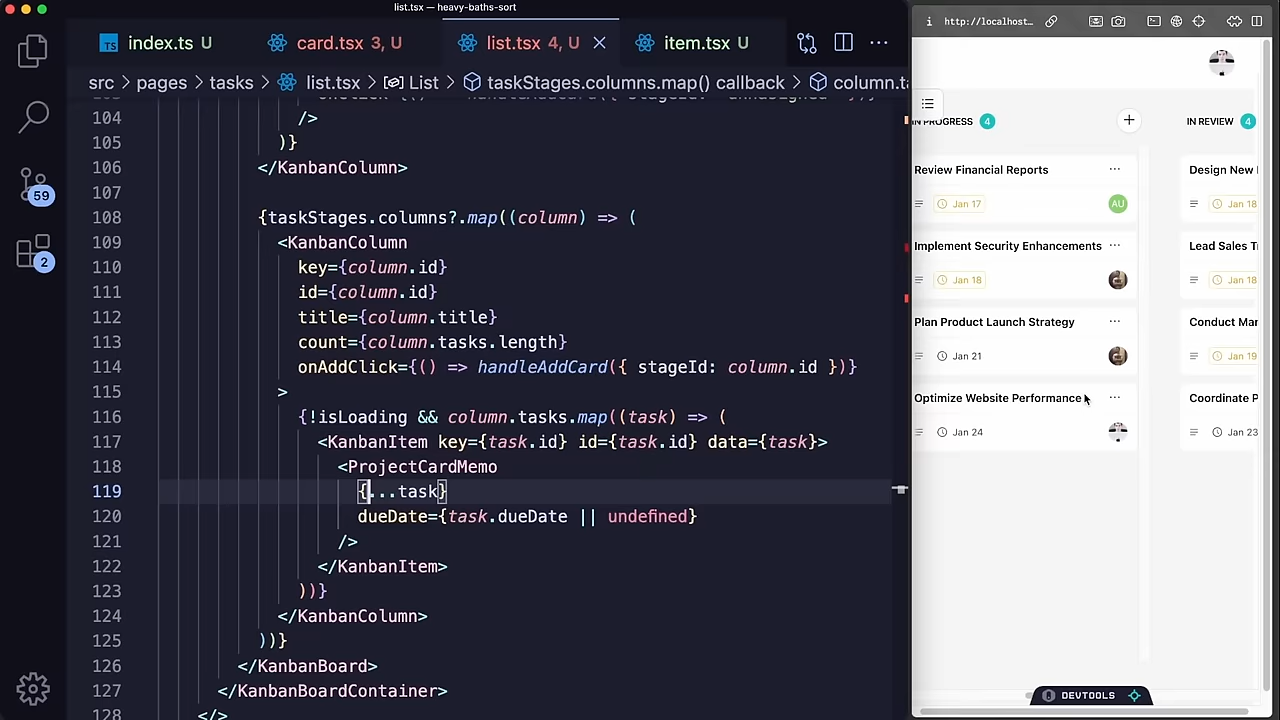 list.tsx — heavy-baths-sort
TS index.ts U
card.tsx 3, U
list.tsx 4, U
item.tsx U
http://localhost…
src > pages > tasks > list.tsx > List > taskStages.columns.map() callback > column.ta
104 />
105 )}
106 </KanbanColumn>
107
108 {taskStages.columns?.map((column) => (
109 <KanbanColumn
110 key={column.id}
111 id={column.id}
112 title={column.title}
113 count={column.tasks.length}
114 onAddClick={() => handleAddCard({ stageId: column.id })}
115 >
116 {!isLoading && column.tasks.map((task) => (
117 <KanbanItem key={task.id} id={task.id} data={task}>
118 <ProjectCardMemo
119 {...task}
120 dueDate={task.dueDate || undefined}
121 />
122 </KanbanItem>
123 ))}
124 </KanbanColumn>
125 ))}
126 </KanbanBoard>
127 </KanbanBoardContainer>
128 </>
59
2
IN PROGRESS 4
Review Financial Reports
Jan 17
AU
Implement Security Enhancements
Jan 18
Plan Product Launch Strategy
Jan 21
Optimize Website Performance
Jan 24
IN REVIEW 4
Design New
Jan 18
Lead Sales T
Jan 18
Conduct Mar
Jan 19
Coordinate P
Jan 23
DEVTOOLS